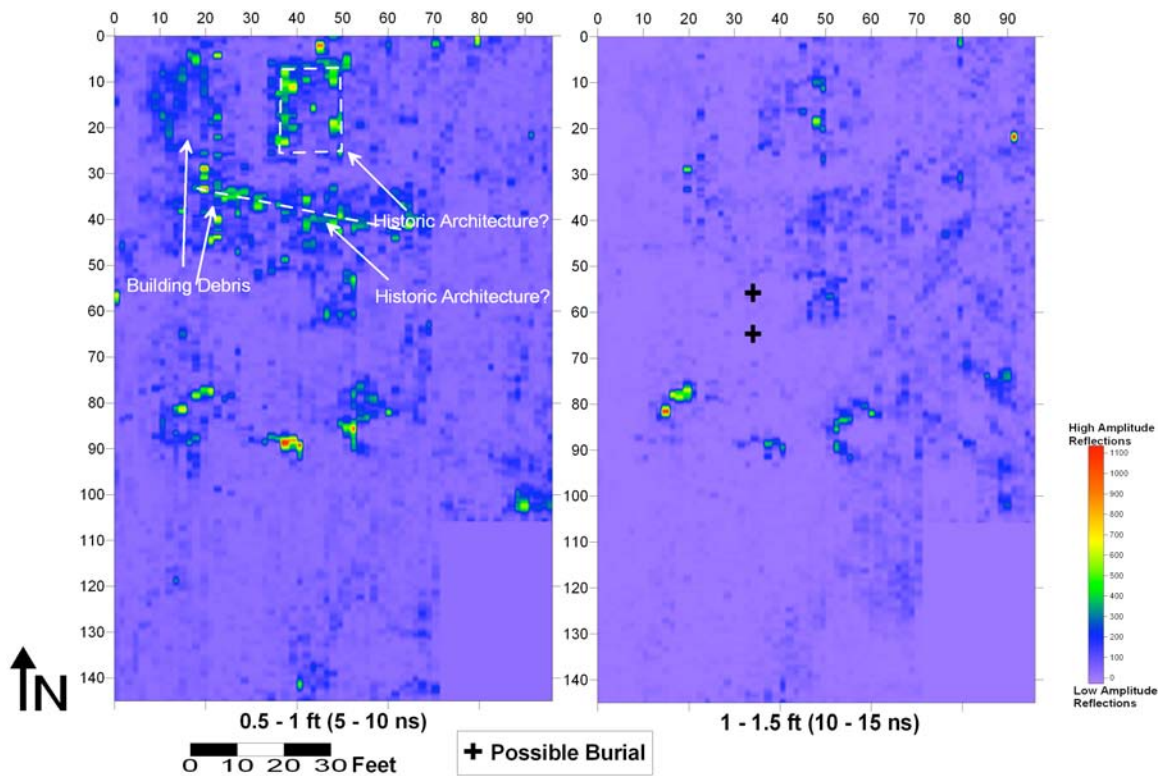 0 10 20 30 40 50 60 70 80 90
0 10 20 30 40 50 60 70 80 90
0
10
20
30
40
50
60
70
80
90
100
110
120
130
140
0
10
20
30
40
50
60
70
80
90
100
110
120
130
140
Historic Architecture?
Building Debris
Historic Architecture?
High Amplitude
Reflections
1100
1000
900
800
700
600
500
400
300
200
100
0
Low Amplitude
Reflections
N
0.5 - 1 ft (5 - 10 ns)
1 - 1.5 ft (10 - 15 ns)
0 10 20 30
Feet
Possible Burial